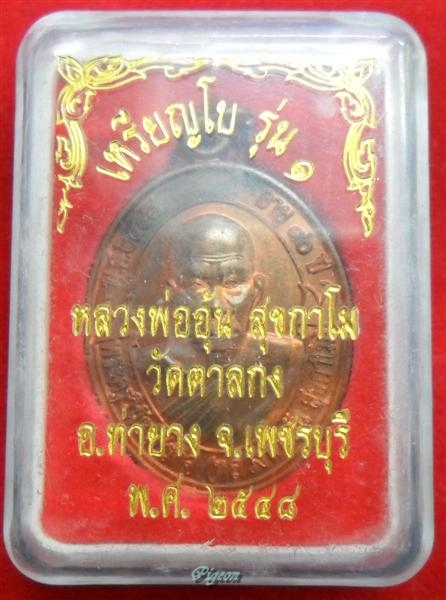 เหรียญโบ รุ่น ๑
หลวงพ่ออุ้น สุขกาโม
วัดตาลกง
อ.ท่ายาง จ.เพชรบุรี
พ.ศ. ๒๕๔๘
Pigeon